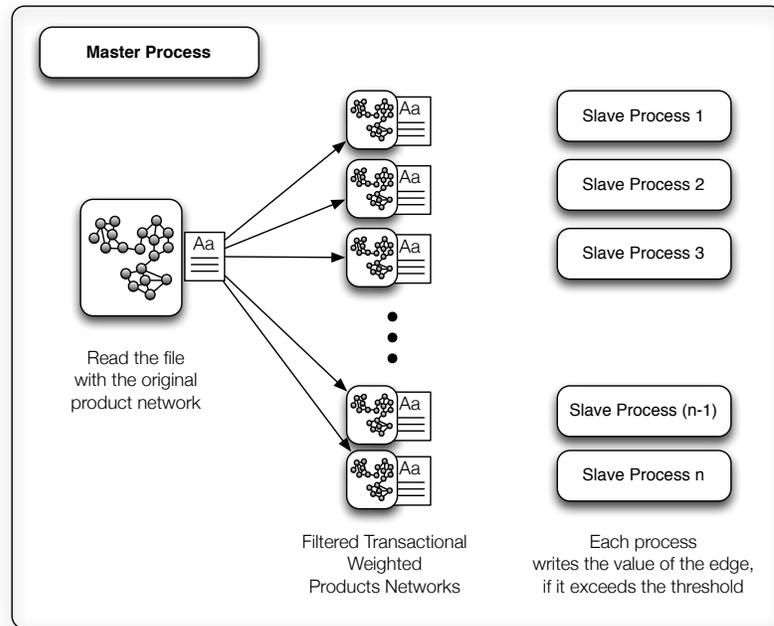 Master Process
Aa
Slave Process 1
Aa
Slave Process 2
Aa
Slave Process 3
Aa
Read the file
with the original
product network
Aa
Slave Process (n-1)
Aa
Slave Process n
Filtered Transactional
Weighted
Products Networks
Each process
writes the value of the edge,
if it exceeds the threshold